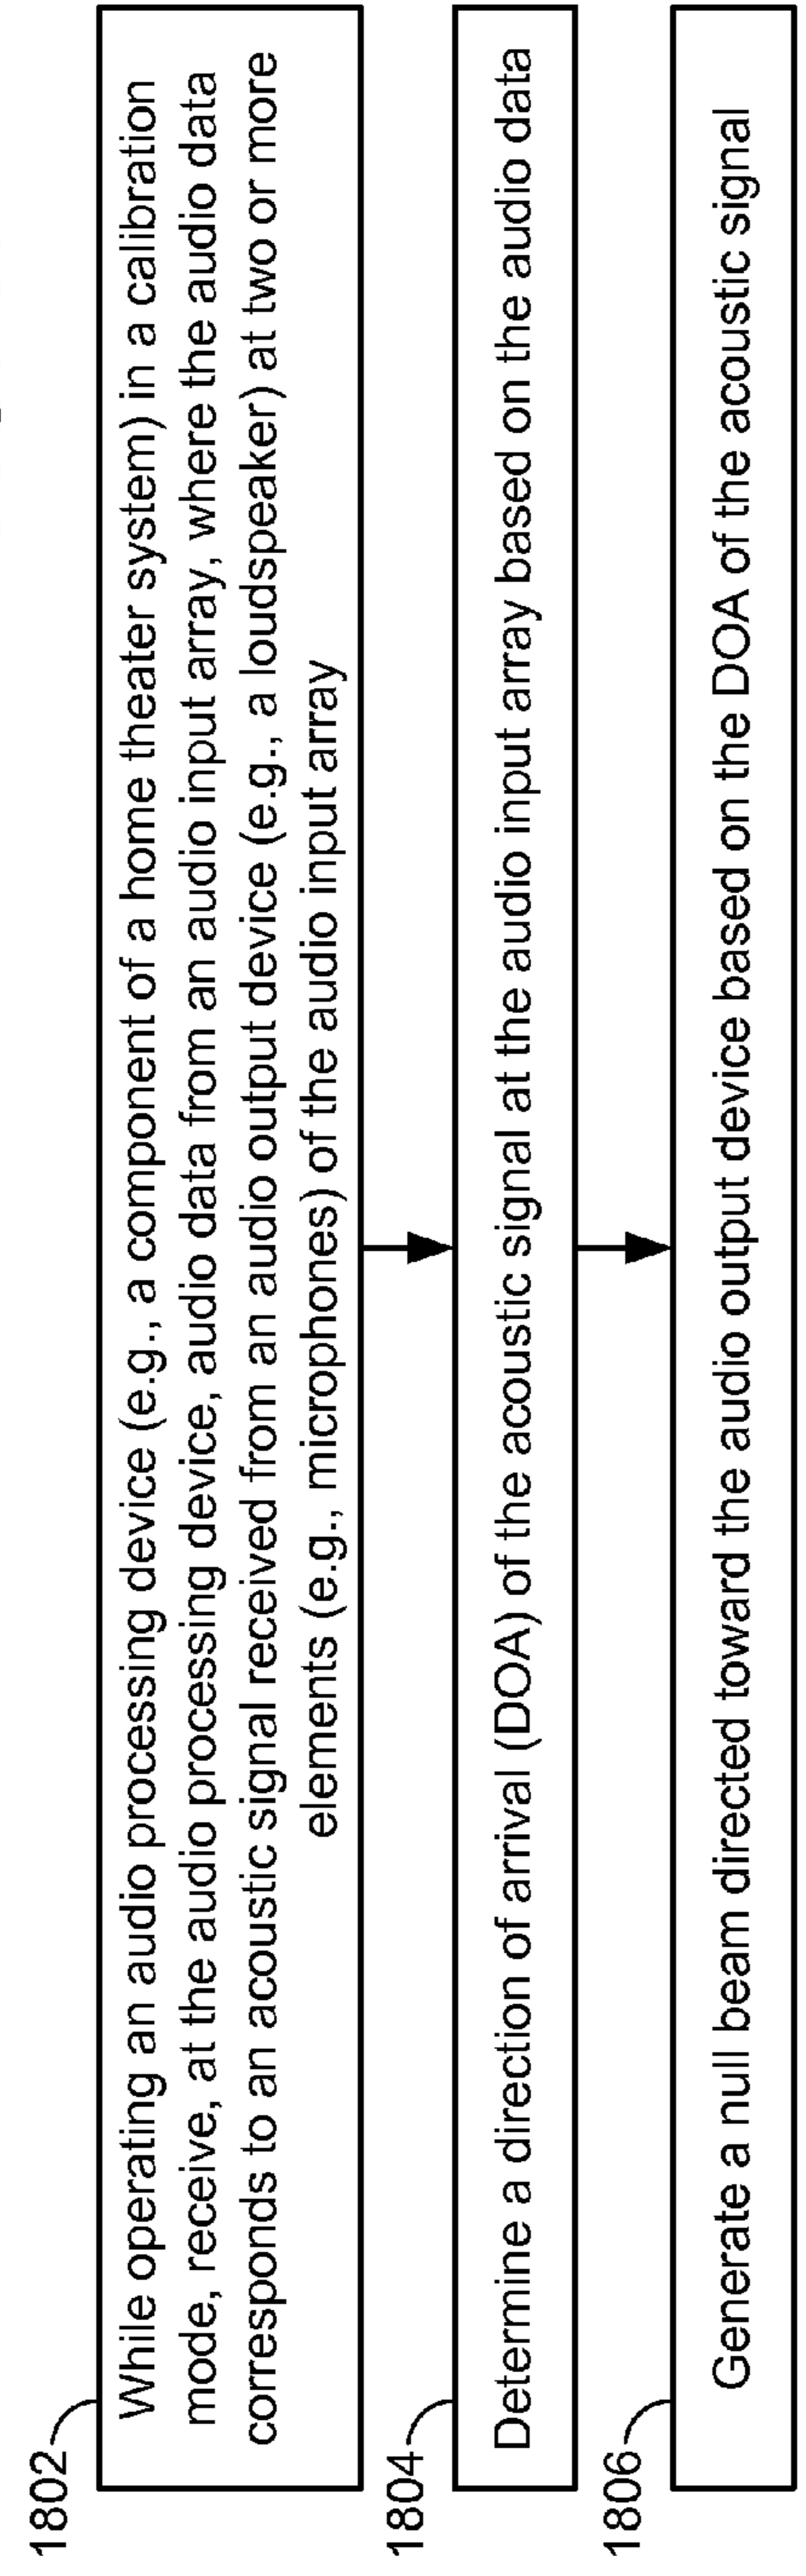 1802
While operating an audio processing device (e.g., a component of a home theater system) in a calibration
mode, receive, at the audio processing device, audio data from an audio input array, where the audio data
corresponds to an acoustic signal received from an audio output device (e.g., a loudspeaker) at two or more
elements (e.g., microphones) of the audio input array
1804
Determine a direction of arrival (DOA) of the acoustic signal at the audio input array based on the audio data
1806
Generate a null beam directed toward the audio output device based on the DOA of the acoustic signal